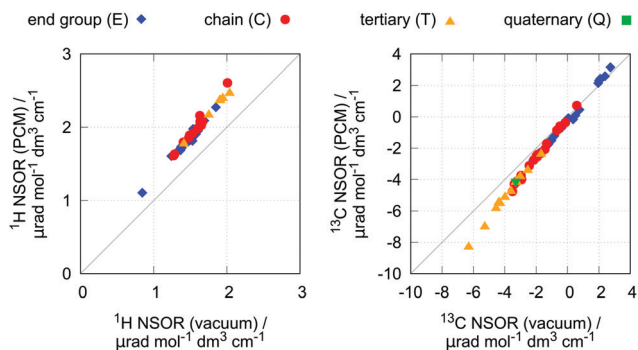 end group (E) chain (C) tertiary (T) quaternary (Q)
¹H NSOR (PCM) /
μrad mol⁻¹ dm³ cm⁻¹
3
2
1
0
0 1 2 3
¹H NSOR (vacuum) /
μrad mol⁻¹ dm³ cm⁻¹
¹³C NSOR (PCM) /
μrad mol⁻¹ dm³ cm⁻¹
4
2
0
-2
-4
-6
-8
-10
-10 -8 -6 -4 -2 0 2 4
¹³C NSOR (vacuum) /
μrad mol⁻¹ dm³ cm⁻¹